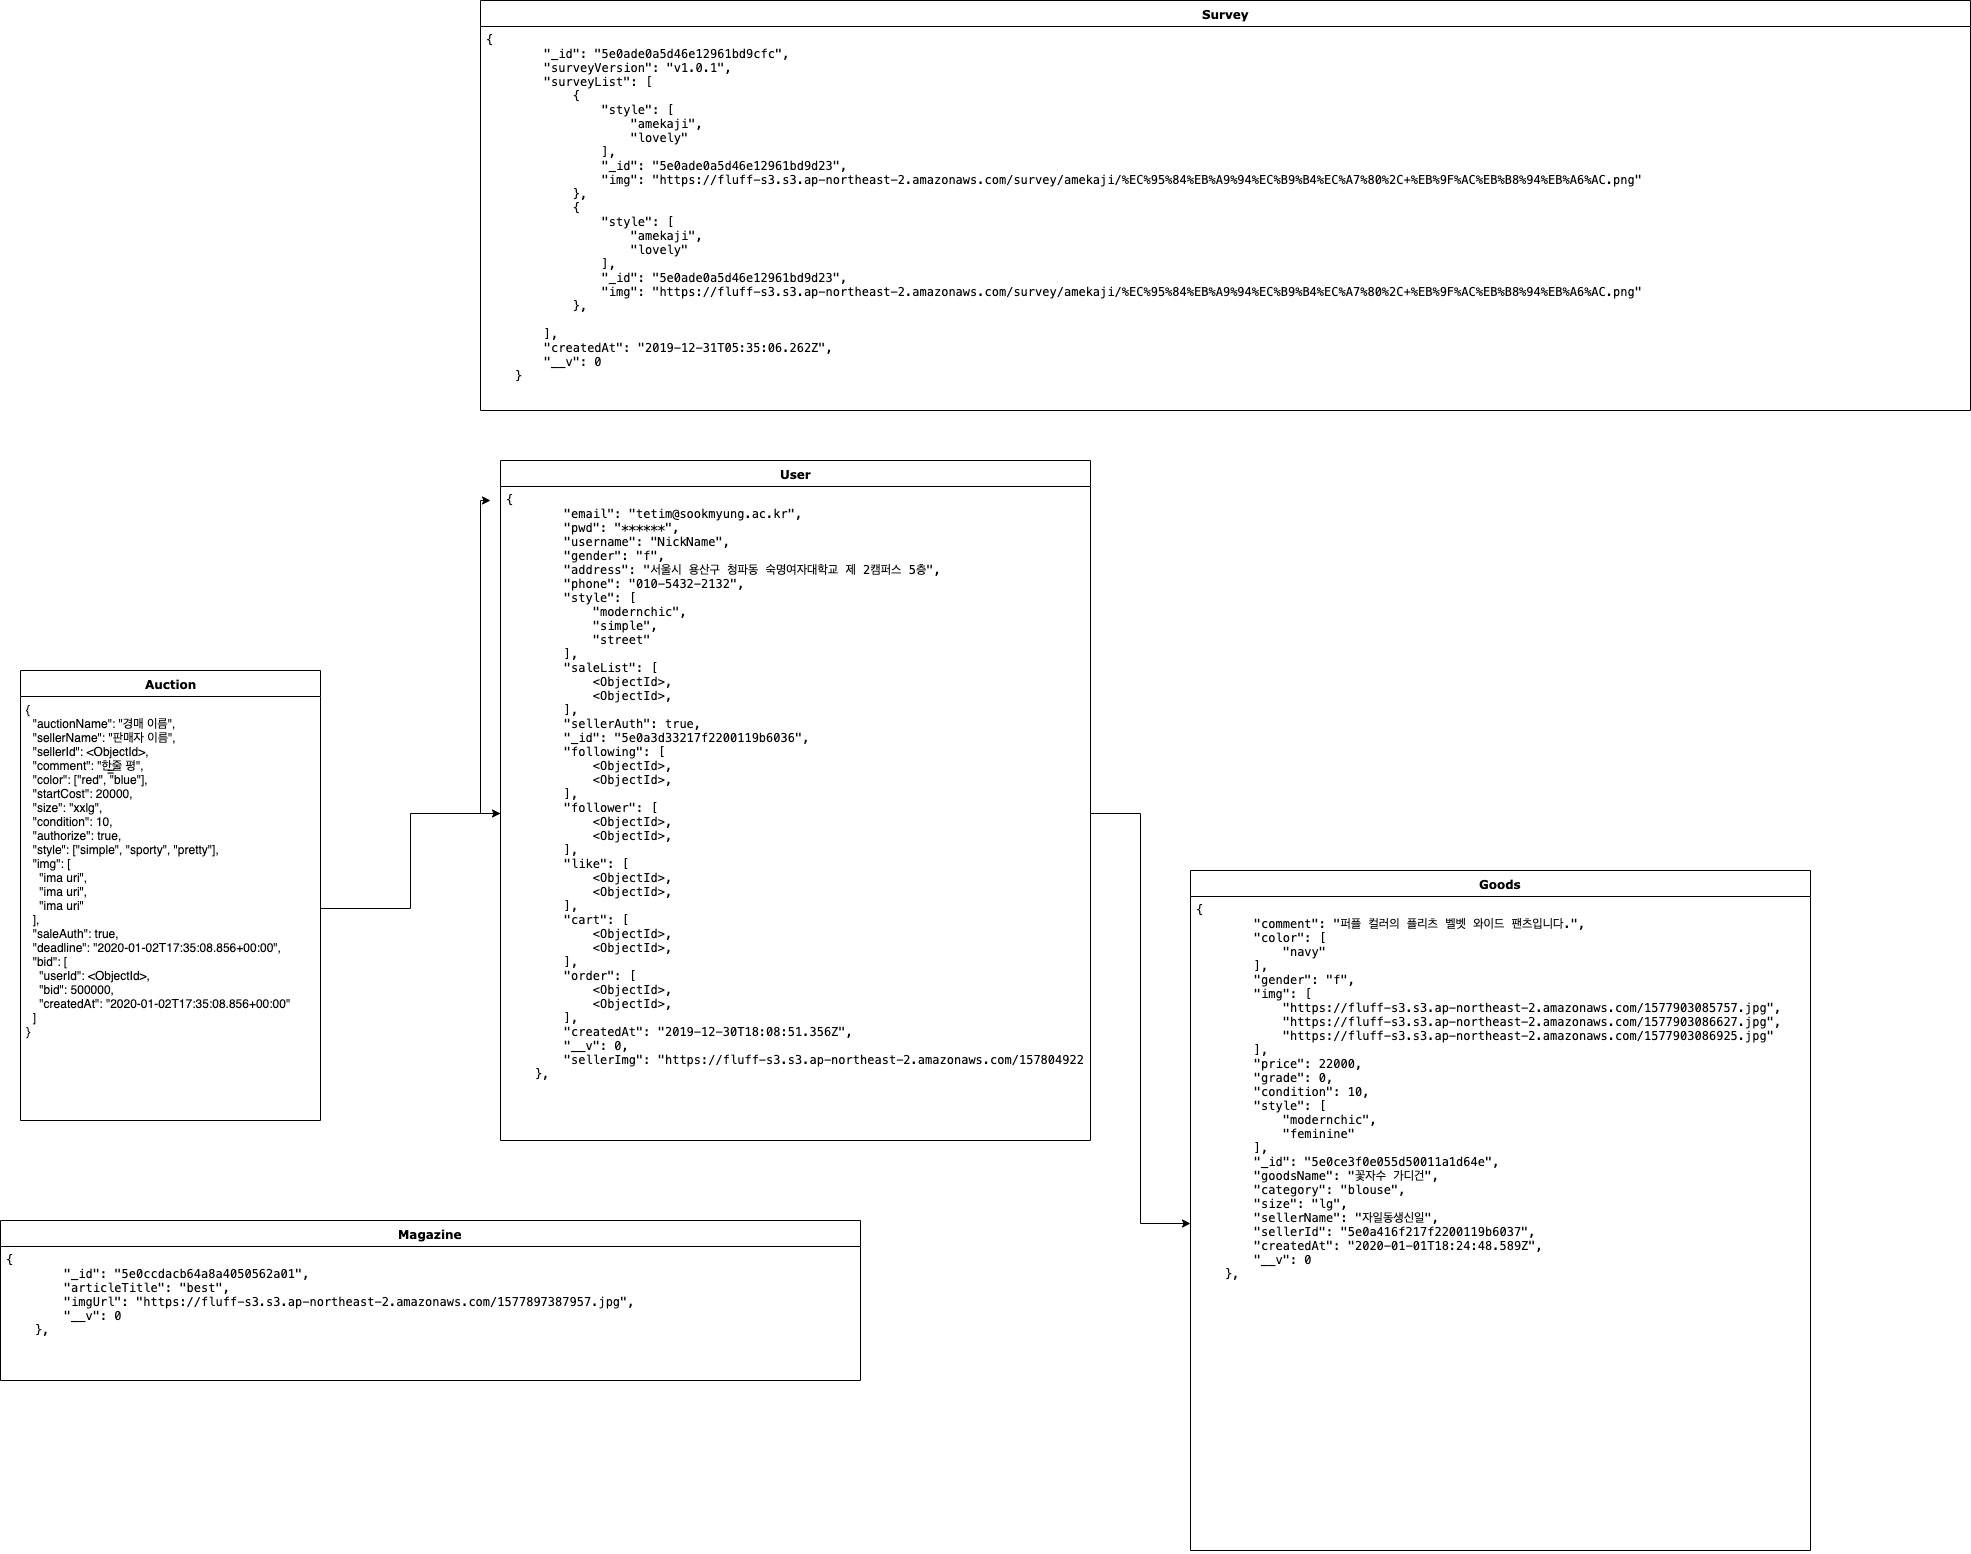 Survey
{
"_id": "5e0ade0a5d46e12961bd9cfc",
"surveyVersion": "v1.0.1",
"surveyList": [
{
"style": [
"amekaji",
"lovely"
],
"_id": "5e0ade0a5d46e12961bd9d23",
"img": "https://fluff-s3.s3.ap-northeast-2.amazonaws.com/survey/amekaji/%EC%95%84%EB%A9%94%EC%B9%B4%EC%A7%80%2C+%EB%9F%AC%EB%B8%94%EB%A6%AC.png"
},
{
"style": [
"amekaji",
"lovely"
],
"_id": "5e0ade0a5d46e12961bd9d23",
"img": "https://fluff-s3.s3.ap-northeast-2.amazonaws.com/survey/amekaji/%EC%95%84%EB%A9%94%EC%B9%B4%EC%A7%80%2C+%EB%9F%AC%EB%B8%94%EB%A6%AC.png"
},
],
"createdAt": "2019-12-31T05:35:06.262Z",
"__v": 0
}
User
{
"email": "tetim@sookmyung.ac.kr",
"pwd": "******",
"username": "NickName",
"gender": "f",
"address": "서울시 용산구 청파동 숙명여자대학교 제 2캠퍼스 5층",
"phone": "010-5432-2132",
"style": [
"modernchic",
"simple",
"street"
],
"saleList": [
<ObjectId>,
<ObjectId>,
],
"sellerAuth": true,
"_id": "5e0a3d33217f2200119b6036",
"following": [
<ObjectId>,
<ObjectId>,
],
"follower": [
<ObjectId>,
<ObjectId>,
],
"like": [
<ObjectId>,
<ObjectId>,
],
"cart": [
<ObjectId>,
<ObjectId>,
],
"order": [
<ObjectId>,
<ObjectId>,
],
"createdAt": "2019-12-30T18:08:51.356Z",
"__v": 0,
"sellerImg": "https://fluff-s3.s3.ap-northeast-2.amazonaws.com/157804922
},
Auction
{
"auctionName": "경매 이름",
"sellerName": "판매자 이름",
"sellerId": <ObjectId>,
"comment": "한줄 평",
"color": ["red", "blue"],
"startCost": 20000,
"size": "xxlg",
"condition": 10,
"authorize": true,
"style": ["simple", "sporty", "pretty"],
"img": [
"ima uri",
"ima uri",
"ima uri"
],
"saleAuth": true,
"deadline": "2020-01-02T17:35:08.856+00:00",
"bid": [
"userId": <ObjectId>,
"bid": 500000,
"createdAt": "2020-01-02T17:35:08.856+00:00"
]
}
Goods
{
"comment": "퍼플 컬러의 플리츠 벨벳 와이드 팬츠입니다.",
"color": [
"navy"
],
"gender": "f",
"img": [
"https://fluff-s3.s3.ap-northeast-2.amazonaws.com/1577903085757.jpg",
"https://fluff-s3.s3.ap-northeast-2.amazonaws.com/1577903086627.jpg",
"https://fluff-s3.s3.ap-northeast-2.amazonaws.com/1577903086925.jpg"
],
"price": 22000,
"grade": 0,
"condition": 10,
"style": [
"modernchic",
"feminine"
],
"_id": "5e0ce3f0e055d50011a1d64e",
"goodsName": "꽃자수 가디건",
"category": "blouse",
"size": "lg",
"sellerName": "자일동생신일",
"sellerId": "5e0a416f217f2200119b6037",
"createdAt": "2020-01-01T18:24:48.589Z",
"__v": 0
},
Magazine
{
"_id": "5e0ccdacb64a8a4050562a01",
"articleTitle": "best",
"imgUrl": "https://fluff-s3.s3.ap-northeast-2.amazonaws.com/1577897387957.jpg",
"__v": 0
},